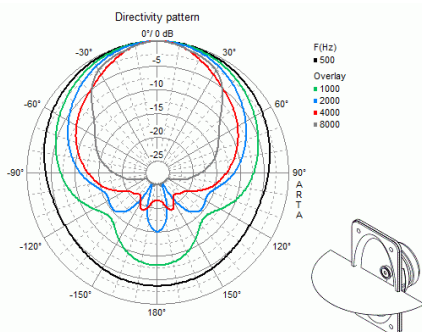 Directivity pattern
0°/ 0 dB
-30°
30°
-5
-10
-15
-20
-25
-60°
60°
-90°
90°
-120°
120°
-150°
150°
180°
F(Hz)
500
Overlay
1000
2000
4000
8000
A
R
T
A